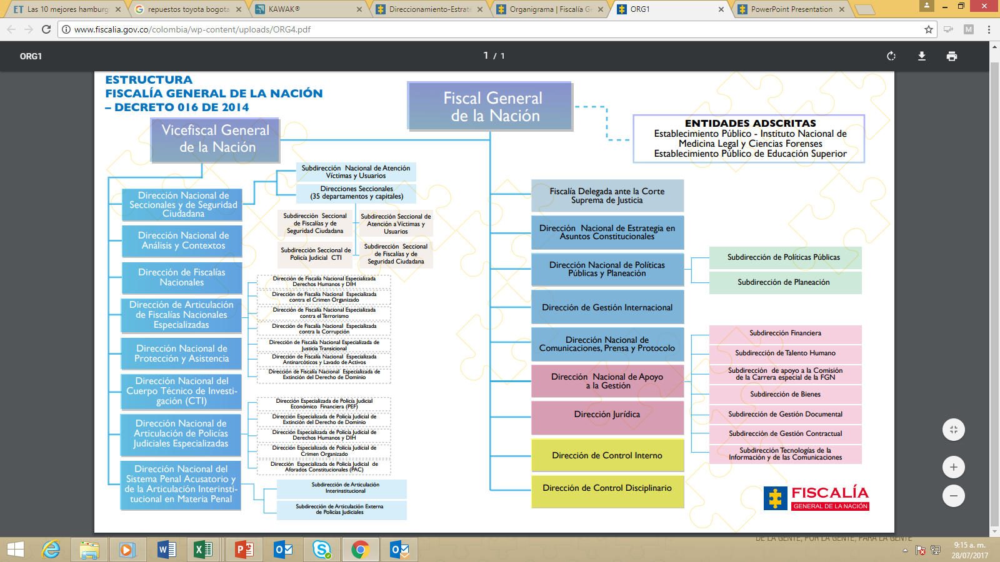 Las 10 mejores hamburg
repuestos toyota bogota
KAWAK®
Direccionamiento-Estrate
Organigrama | Fiscalía Ge
ORG1
PowerPoint Presentation
www.fiscalia.gov.co/colombia/wp-content/uploads/ORG4.pdf
ORG1
1 / 1
ESTRUCTURA
FISCALÍA GENERAL DE LA NACIÓN
– DECRETO 016 DE 2014
Fiscal General
de la Nación
Vicefiscal General
de la Nación
ENTIDADES ADSCRITAS
Establecimiento Público - Instituto Nacional de
Medicina Legal y Ciencias Forenses
Establecimiento Público de Educación Superior
Dirección Nacional de
Seccionales y de Seguridad
Ciudadana
Subdirección Nacional de Atención
Víctimas y Usuarios
Direcciones Seccionales
(35 departamentos y capitales)
Subdirección Seccional
de Fiscalías y de
Seguridad Ciudadana
Subdirección Seccional de
Atención a Víctimas y
Usuarios
Subdirección Seccional de
Policía Judicial CTI
Subdirección Seccional
de Fiscalías y de
Seguridad Ciudadana
Dirección Nacional de
Análisis y Contextos
Dirección de Fiscalías
Nacionales
Dirección de Articulación
de Fiscalías Nacionales
Especializadas
Dirección de Fiscalía Nacional Especializada
Derechos Humanos y DIH
Dirección de Fiscalía Nacional Especializada
contra el Crimen Organizado
Dirección de Fiscalía Nacional Especializada
contra el Terrorismo
Dirección de Fiscalía Nacional Especializada
contra la Corrupción
Dirección de Fiscalía Nacional Especializada de
Justicia Transicional
Dirección de Fiscalía Nacional Especializada
Antinarcóticos y Lavado de Activos
Dirección de Fiscalía Nacional Especializada de
Extinción del Derecho de Dominio
Dirección Nacional de
Protección y Asistencia
Dirección Nacional del
Cuerpo Técnico de Investi-
gación (CTI)
Dirección Nacional de
Articulación de Policías
Judiciales Especializadas
Dirección Especializada de Policía Judicial
Económico Financiera (PEF)
Dirección Especializada de Policía Judicial de
Extinción del Derecho de Dominio
Dirección Especializada de Policía Judicial de
Derechos Humanos y DIH
Dirección Especializada de Policía Judicial de
Crimen Organizado
Dirección Especializada de Policía Judicial de
Aforados Constitucionales (PAC)
Dirección Nacional del
Sistema Penal Acusatorio y
de la Articulación Interinsti-
tucional en Materia Penal
Subdirección de Articulación
Interinstitucional
Subdirección de Articulación Externa
de Policías Judiciales
Fiscalía Delegada ante la Corte
Suprema de Justicia
Dirección Nacional de Estrategia en
Asuntos Constitucionales
Dirección Nacional de Políticas
Públicas y Planeación
Subdirección de Políticas Públicas
Subdirección de Planeación
Dirección de Gestión Internacional
Dirección Nacional de
Comunicaciones, Prensa y Protocolo
Dirección Nacional de Apoyo
a la Gestión
Subdirección Financiera
Subdirección de Talento Humano
Subdirección de apoyo a la Comisión
de la Carrera especial de la FGN
Subdirección de Bienes
Subdirección de Gestión Documental
Subdirección de Gestión Contractual
Subdirección Tecnologías de la
Información y de las Comunicaciones
Dirección Jurídica
Dirección de Control Interno
Dirección de Control Disciplinario
FISCALÍA
GENERAL DE LA NACIÓN
DE LA GENTE, POR LA GENTE, PARA LA GENTE
9:15 a. m.
28/07/2017